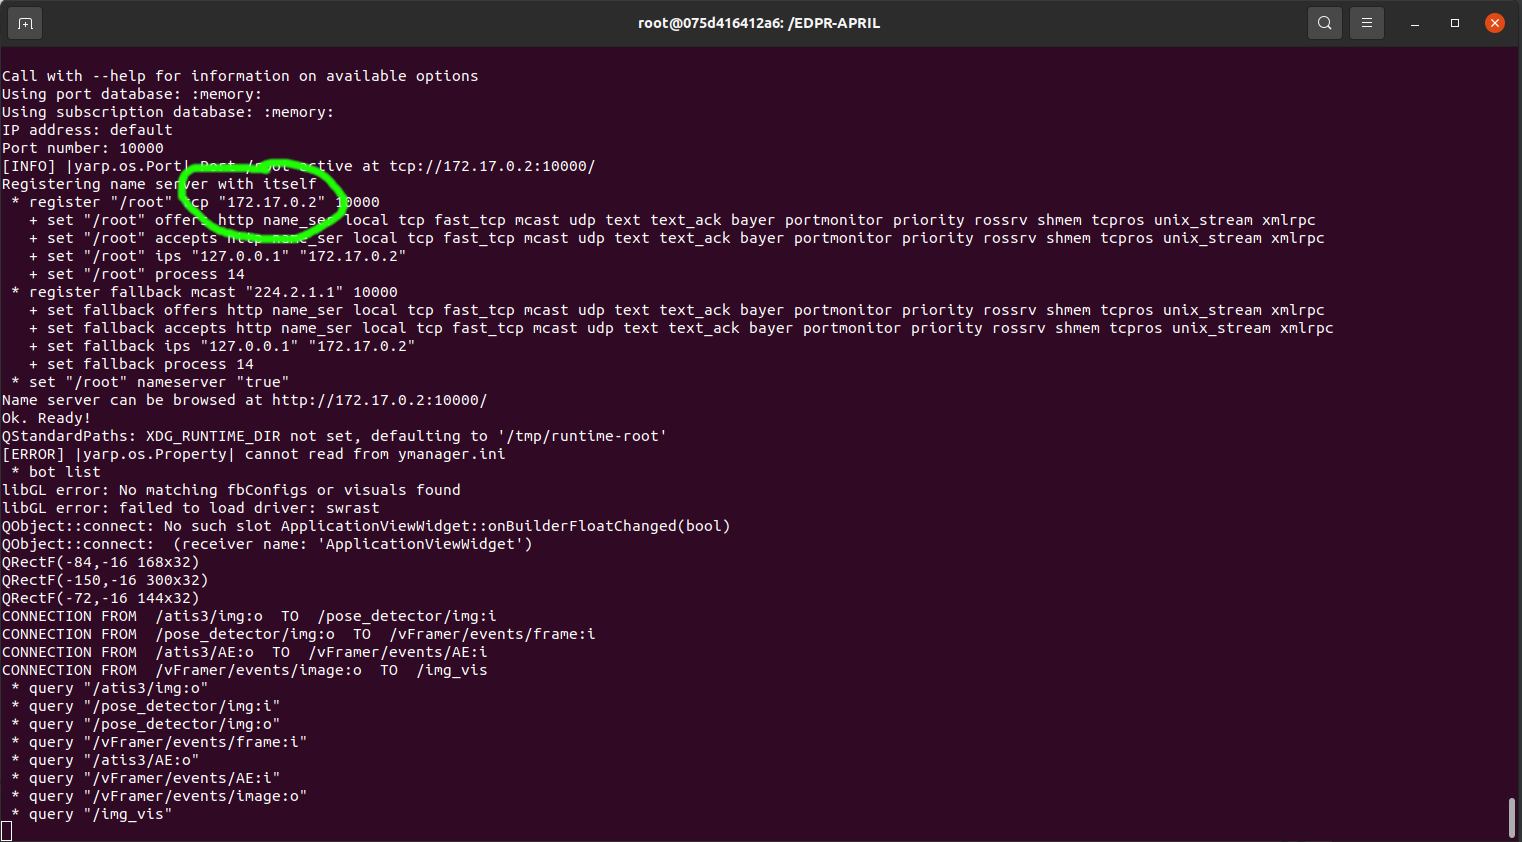 root@075d416412a6: /EDPR-APRIL
Call with --help for information on available options
Using port database: :memory:
Using subscription database: :memory:
IP address: default
Port number: 10000
[INFO] |yarp.os.Port| Port /root active at tcp://172.17.0.2:10000/
Registering name server with itself
 * register "/root" tcp "172.17.0.2" 10000
   + set "/root" offers http name_ser local tcp fast_tcp mcast udp text text_ack bayer portmonitor priority rossrv shmem tcpros unix_stream xmlrpc
   + set "/root" accepts http name_ser local tcp fast_tcp mcast udp text text_ack bayer portmonitor priority rossrv shmem tcpros unix_stream xmlrpc
   + set "/root" ips "127.0.0.1" "172.17.0.2"
   + set "/root" process 14
 * register fallback mcast "224.2.1.1" 10000
   + set fallback offers http name_ser local tcp fast_tcp mcast udp text text_ack bayer portmonitor priority rossrv shmem tcpros unix_stream xmlrpc
   + set fallback accepts http name_ser local tcp fast_tcp mcast udp text text_ack bayer portmonitor priority rossrv shmem tcpros unix_stream xmlrpc
   + set fallback ips "127.0.0.1" "172.17.0.2"
   + set fallback process 14
 * set "/root" nameserver "true"
Name server can be browsed at http://172.17.0.2:10000/
Ok. Ready!
QStandardPaths: XDG_RUNTIME_DIR not set, defaulting to '/tmp/runtime-root'
[ERROR] |yarp.os.Property| cannot read from ymanager.ini
 * bot list
libGL error: No matching fbConfigs or visuals found
libGL error: failed to load driver: swrast
QObject::connect: No such slot ApplicationViewWidget::onBuilderFloatChanged(bool)
QObject::connect:  (receiver name: 'ApplicationViewWidget')
QRectF(-84,-16 168x32)
QRectF(-150,-16 300x32)
QRectF(-72,-16 144x32)
CONNECTION FROM  /atis3/img:o  TO  /pose_detector/img:i
CONNECTION FROM  /pose_detector/img:o  TO  /vFramer/events/frame:i
CONNECTION FROM  /atis3/AE:o  TO  /vFramer/events/AE:i
CONNECTION FROM  /vFramer/events/image:o  TO  /img_vis
 * query "/atis3/img:o"
 * query "/pose_detector/img:i"
 * query "/pose_detector/img:o"
 * query "/vFramer/events/frame:i"
 * query "/atis3/AE:o"
 * query "/vFramer/events/AE:i"
 * query "/vFramer/events/image:o"
 * query "/img_vis"